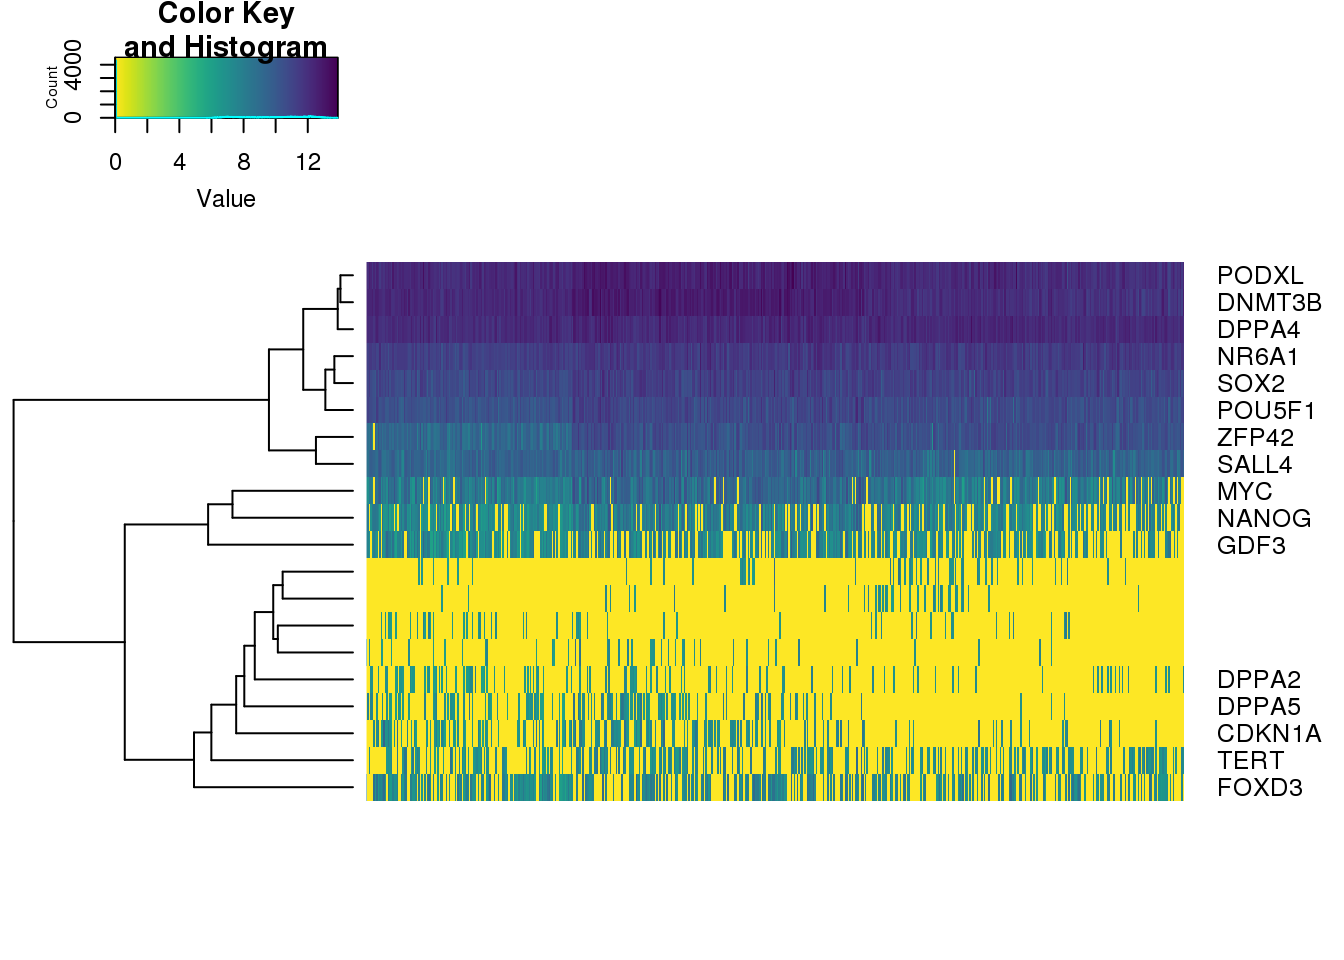 Color Key
and Histogram
Count
0 4000
0 4 8 12
Value
PODXL
DNMT3B
DPPA4
NR6A1
SOX2
POU5F1
ZFP42
SALL4
MYC
NANOG
GDF3
DPPA2
DPPA5
CDKN1A
TERT
FOXD3